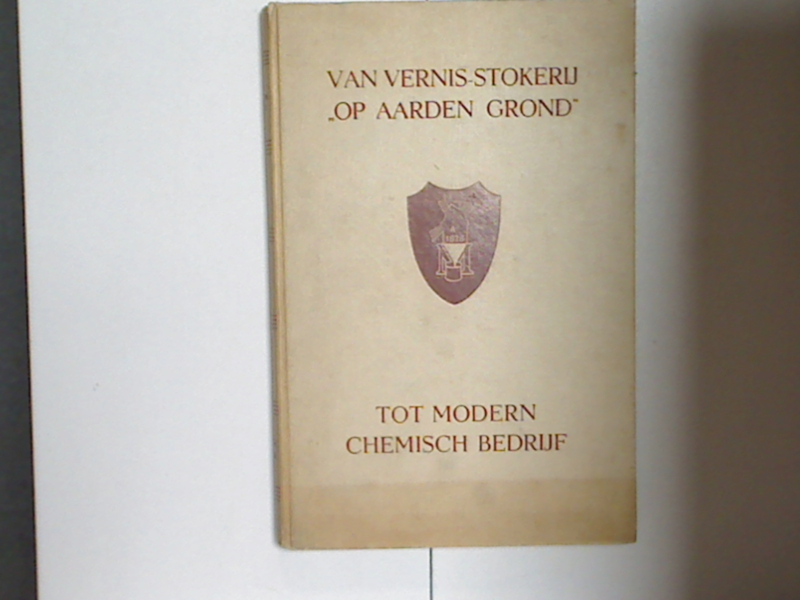 VAN VERNIS-STOKERIJ
„OP AARDEN GROND"
TOT MODERN
CHEMISCH BEDRIJF